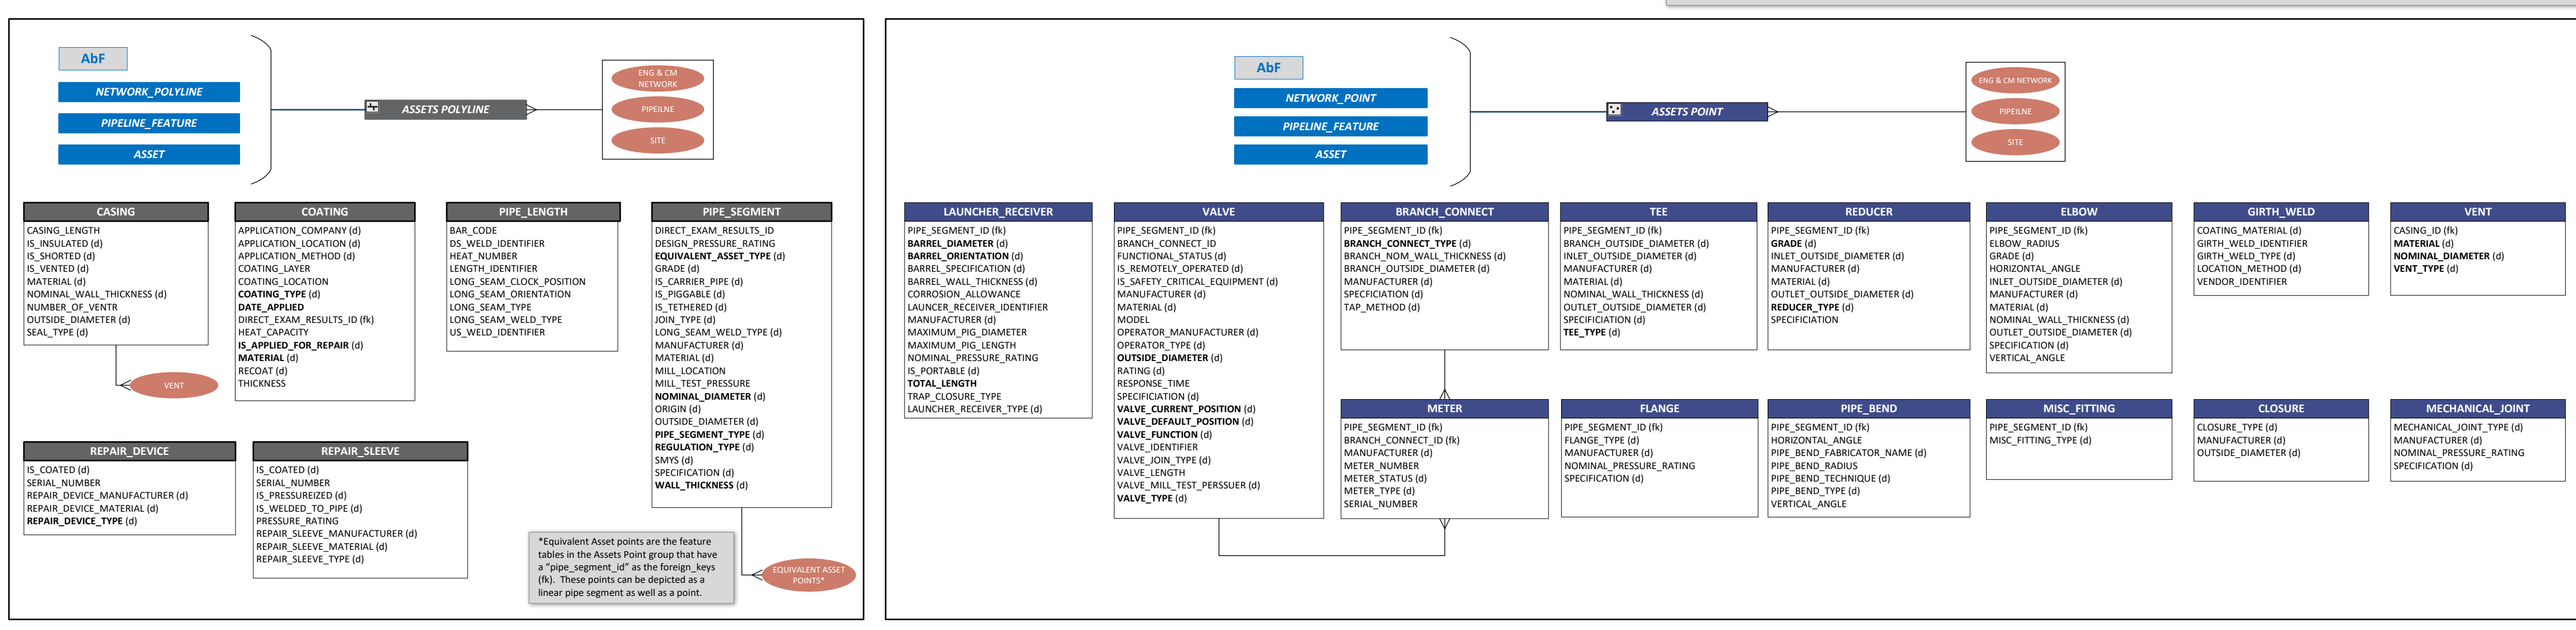 AbF
NETWORK_POLYLINE
PIPELINE_FEATURE
ASSET
ASSETS POLYLINE
ENG & CM
NETWORK
PIPEILNE
SITE
CASING
CASING_LENGTH
IS_INSULATED (d)
IS_SHORTED (d)
IS_VENTED (d)
MATERIAL (d)
NOMINAL_WALL_THICKNESS (d)
NUMBER_OF_VENTR
OUTSIDE_DIAMETER (d)
SEAL_TYPE (d)
VENT
COATING
APPLICATION_COMPANY (d)
APPLICATION_LOCATION (d)
APPLICATION_METHOD (d)
COATING_LAYER
COATING_LOCATION
COATING_TYPE (d)
DATE_APPLIED
DIRECT_EXAM_RESULTS_ID (fk)
HEAT_CAPACITY
IS_APPLIED_FOR_REPAIR (d)
MATERIAL (d)
RECOAT (d)
THICKNESS
PIPE_LENGTH
BAR_CODE
DS_WELD_IDENTIFIER
HEAT_NUMBER
LENGTH_IDENTIFIER
LONG_SEAM_CLOCK_POSITION
LONG_SEAM_ORIENTATION
LONG_SEAM_TYPE
LONG_SEAM_WELD_TYPE
US_WELD_IDENTIFIER
PIPE_SEGMENT
DIRECT_EXAM_RESULTS_ID
DESIGN_PRESSURE_RATING
EQUIVALENT_ASSET_TYPE (d)
GRADE (d)
IS_CARRIER_PIPE (d)
IS_PIGGABLE (d)
IS_TETHERED (d)
JOIN_TYPE (d)
LONG_SEAM_WELD_TYPE (d)
MANUFACTURER (d)
MATERIAL (d)
MILL_LOCATION
MILL_TEST_PRESSURE
NOMINAL_DIAMETER (d)
ORIGIN (d)
OUTSIDE_DIAMETER (d)
PIPE_SEGMENT_TYPE (d)
REGULATION_TYPE (d)
SMYS (d)
SPECIFICATION (d)
WALL_THICKNESS (d)
REPAIR_DEVICE
IS_COATED (d)
SERIAL_NUMBER
REPAIR_DEVICE_MANUFACTURER (d)
REPAIR_DEVICE_MATERIAL (d)
REPAIR_DEVICE_TYPE (d)
REPAIR_SLEEVE
IS_COATED (d)
SERIAL_NUMBER
IS_PRESSUREIZED (d)
IS_WELDED_TO_PIPE (d)
PRESSURE_RATING
REPAIR_SLEEVE_MANUFACTURER (d)
REPAIR_SLEEVE_MATERIAL (d)
REPAIR_SLEEVE_TYPE (d)
*Equivalent Asset points are the feature
tables in the Assets Point group that have
a “pipe_segment_id” as the foreign_keys
(fk). These points can be depicted as a
linear pipe segment as well as a point.
EQUIVALENT ASSET
POINTS*
AbF
NETWORK_POINT
PIPELINE_FEATURE
ASSET
ASSETS POINT
ENG & CM NETWORK
PIPEILNE
SITE
LAUNCHER_RECEIVER
PIPE_SEGMENT_ID (fk)
BARREL_DIAMETER (d)
BARREL_ORIENTATION (d)
BARREL_SPECIFICATION (d)
BARREL_WALL_THICKNESS (d)
CORROSION_ALLOWANCE
LAUNCER_RECEIVER_IDENTIFIER
MANUFACTURER (d)
MAXIMUM_PIG_DIAMETER
MAXIMUM_PIG_LENGTH
NOMINAL_PRESSURE_RATING
IS_PORTABLE (d)
TOTAL_LENGTH
TRAP_CLOSURE_TYPE
LAUNCHER_RECEIVER_TYPE (d)
VALVE
PIPE_SEGMENT_ID (fk)
BRANCH_CONNECT_ID
FUNCTIONAL_STATUS (d)
IS_REMOTELY_OPERATED (d)
IS_SAFETY_CRITICAL_EQUIPMENT (d)
MANUFACTURER (d)
MATERIAL (d)
MODEL
OPERATOR_MANUFACTURER (d)
OPERATOR_TYPE (d)
OUTSIDE_DIAMETER (d)
RATING (d)
RESPONSE_TIME
SPECIFICIATION (d)
VALVE_CURRENT_POSITION (d)
VALVE_DEFAULT_POSITION (d)
VALVE_FUNCTION (d)
VALVE_IDENTIFIER
VALVE_JOIN_TYPE (d)
VALVE_LENGTH
VALVE_MILL_TEST_PERSSUER (d)
VALVE_TYPE (d)
BRANCH_CONNECT
PIPE_SEGMENT_ID (fk)
BRANCH_CONNECT_TYPE (d)
BRANCH_NOM_WALL_THICKNESS (d)
BRANCH_OUTSIDE_DIAMETER (d)
MANUFACTURER (d)
SPECFICIATION (d)
TAP_METHOD (d)
TEE
PIPE_SEGMENT_ID (fk)
BRANCH_OUTSIDE_DIAMETER (d)
INLET_OUTSIDE_DIAMETER (d)
MANUFACTURER (d)
MATERIAL (d)
NOMINAL_WALL_THICKNESS (d)
OUTLET_OUTSIDE_DIAMETER (d)
SPECIFICIATION (d)
TEE_TYPE (d)
REDUCER
PIPE_SEGMENT_ID (fk)
GRADE (d)
INLET_OUTSIDE_DIAMETER (d)
MANUFACTURER (d)
MATERIAL (d)
OUTLET_OUTSIDE_DIAMETER (d)
REDUCER_TYPE (d)
SPECIFICIATION
ELBOW
PIPE_SEGMENT_ID (fk)
ELBOW_RADIUS
GRADE (d)
HORIZONTAL_ANGLE
INLET_OUTSIDE_DIAMETER (d)
MANUFACTURER (d)
MATERIAL (d)
NOMINAL_WALL_THICKNESS (d)
OUTLET_OUTSIDE_DIAMETER (d)
SPECIFICATION (d)
VERTICAL_ANGLE
GIRTH_WELD
COATING_MATERIAL (d)
GIRTH_WELD_IDENTIFIER
GIRTH_WELD_TYPE (d)
LOCATION_METHOD (d)
VENDOR_IDENTIFIER
VENT
CASING_ID (fk)
MATERIAL (d)
NOMINAL_DIAMETER (d)
VENT_TYPE (d)
METER
PIPE_SEGMENT_ID (fk)
BRANCH_CONNECT_ID (fk)
MANUFACTURER (d)
METER_NUMBER
METER_STATUS (d)
METER_TYPE (d)
SERIAL_NUMBER
FLANGE
PIPE_SEGMENT_ID (fk)
FLANGE_TYPE (d)
MANUFACTURER (d)
NOMINAL_PRESSURE_RATING
SPECIFICATION (d)
PIPE_BEND
PIPE_SEGMENT_ID (fk)
HORIZONTAL_ANGLE
PIPE_BEND_FABRICATOR_NAME (d)
PIPE_BEND_RADIUS
PIPE_BEND_TECHNIQUE (d)
PIPE_BEND_TYPE (d)
VERTICAL_ANGLE
MISC_FITTING
PIPE_SEGMENT_ID (fk)
MISC_FITTING_TYPE (d)
CLOSURE
CLOSURE_TYPE (d)
MANUFACTURER (d)
OUTSIDE_DIAMETER (d)
MECHANICAL_JOINT
MECHANICAL_JOINT_TYPE (d)
MANUFACTURER (d)
NOMINAL_PRESSURE_RATING
SPECIFICATION (d)